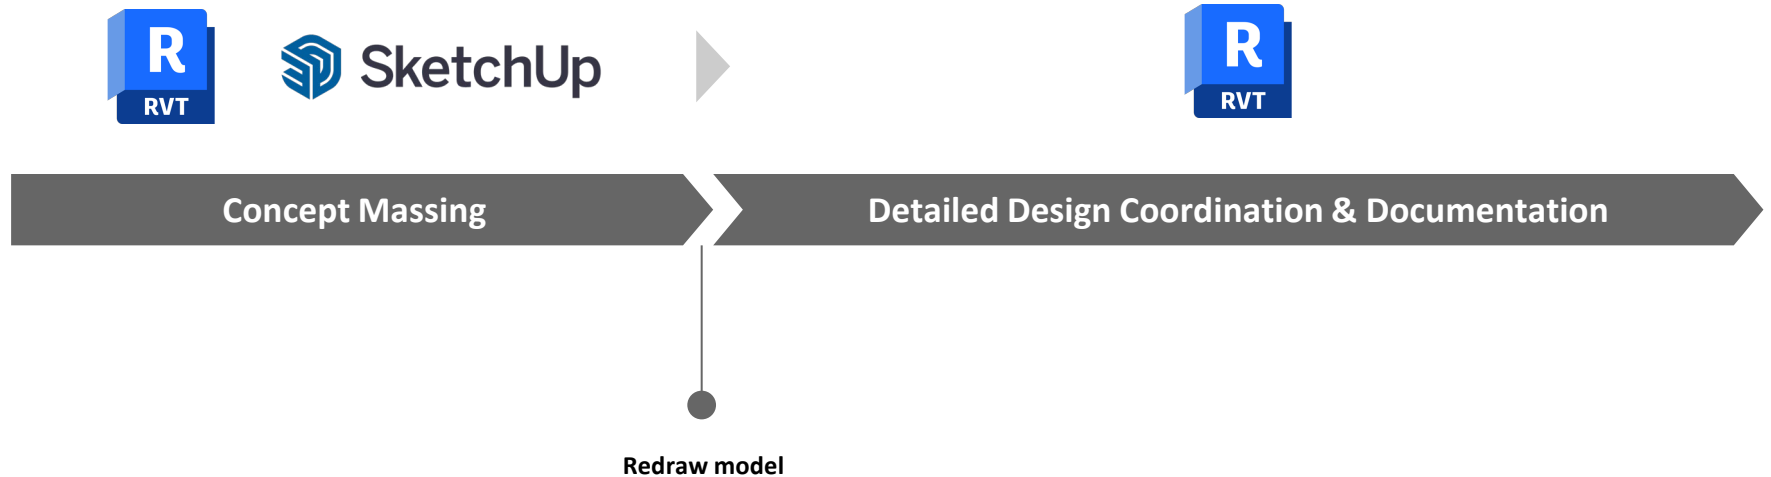 R
RVT
SketchUp
R
RVT
Concept Massing
Detailed Design Coordination & Documentation
Redraw model